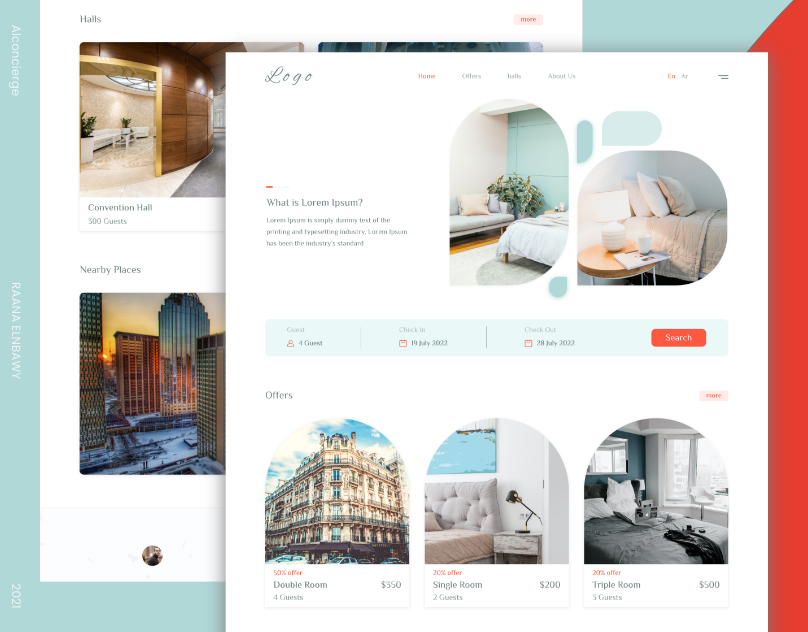 Alconcierge
RAANA ELNBAWY
2021
Halls
more
Convention Hall
300 Guests
Nearby Places
Logo
Home
Offers
halls
About Us
En
Ar
What is Lorem Ipsum?
Lorem Ipsum is simply dummy text of the
printing and typesetting industry. Lorem Ipsum
has been the industry's standard
Guest
4 Guest
Check In
19 July 2022
Check Out
28 July 2022
Search
Offers
more
50% offer
Double Room
$350
4 Guests
20% offer
Single Room
$200
2 Guests
20% offer
Triple Room
$500
5 Guests